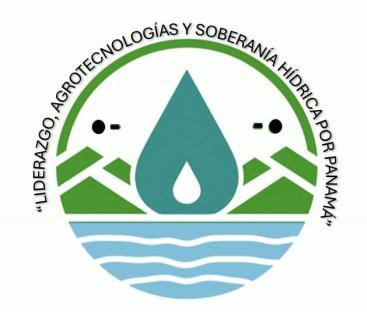 "LIDERAZGO, AGROTECNOLOGÍAS Y SOBERANÍA HÍDRICA POR PANAMÁ"